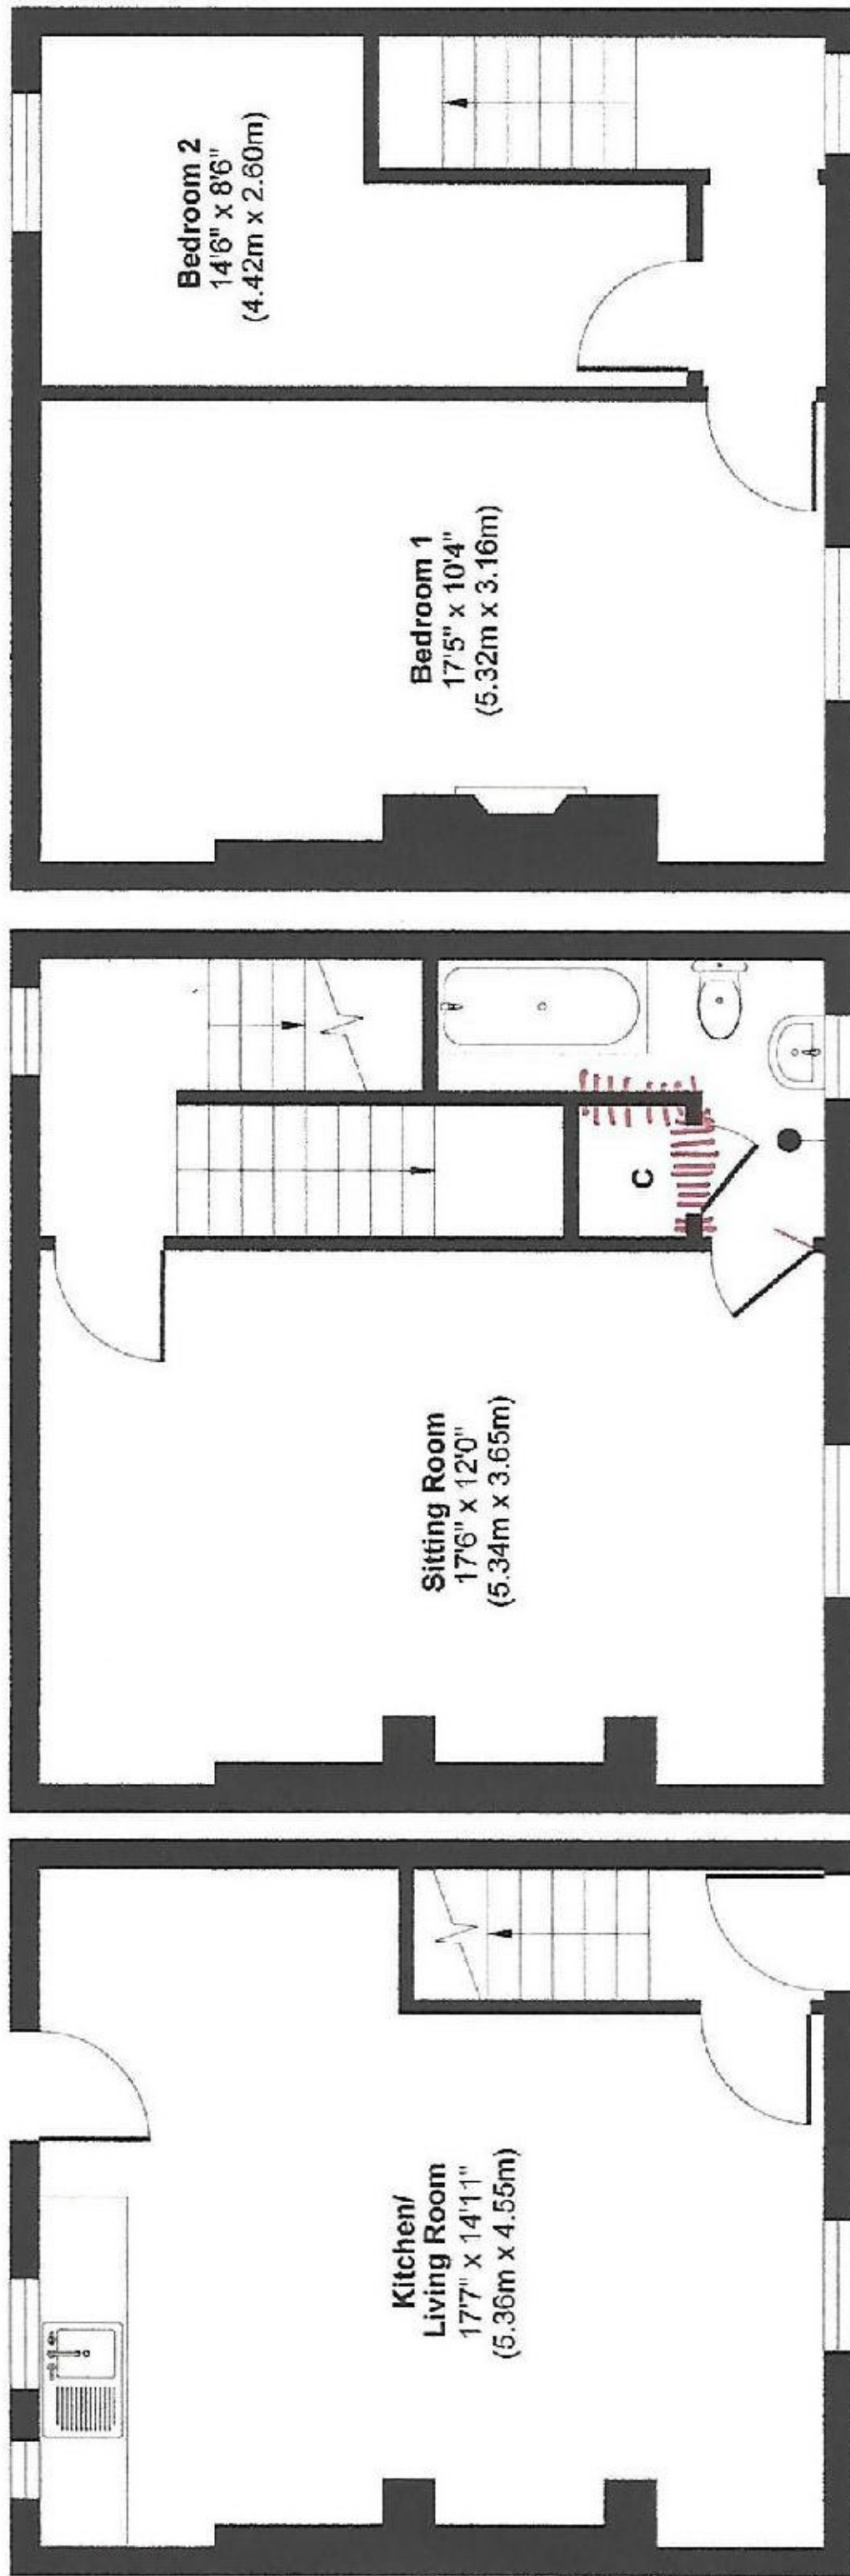 Kitchen/
Living Room
17'7" x 14'11"
(5.36m x 4.55m)
Sitting Room
17'6" x 12'0"
(5.34m x 3.65m)
C
Bedroom 1
17'5" x 10'4"
(5.32m x 3.16m)
Bedroom 2
14'6" x 8'6"
(4.42m x 2.60m)